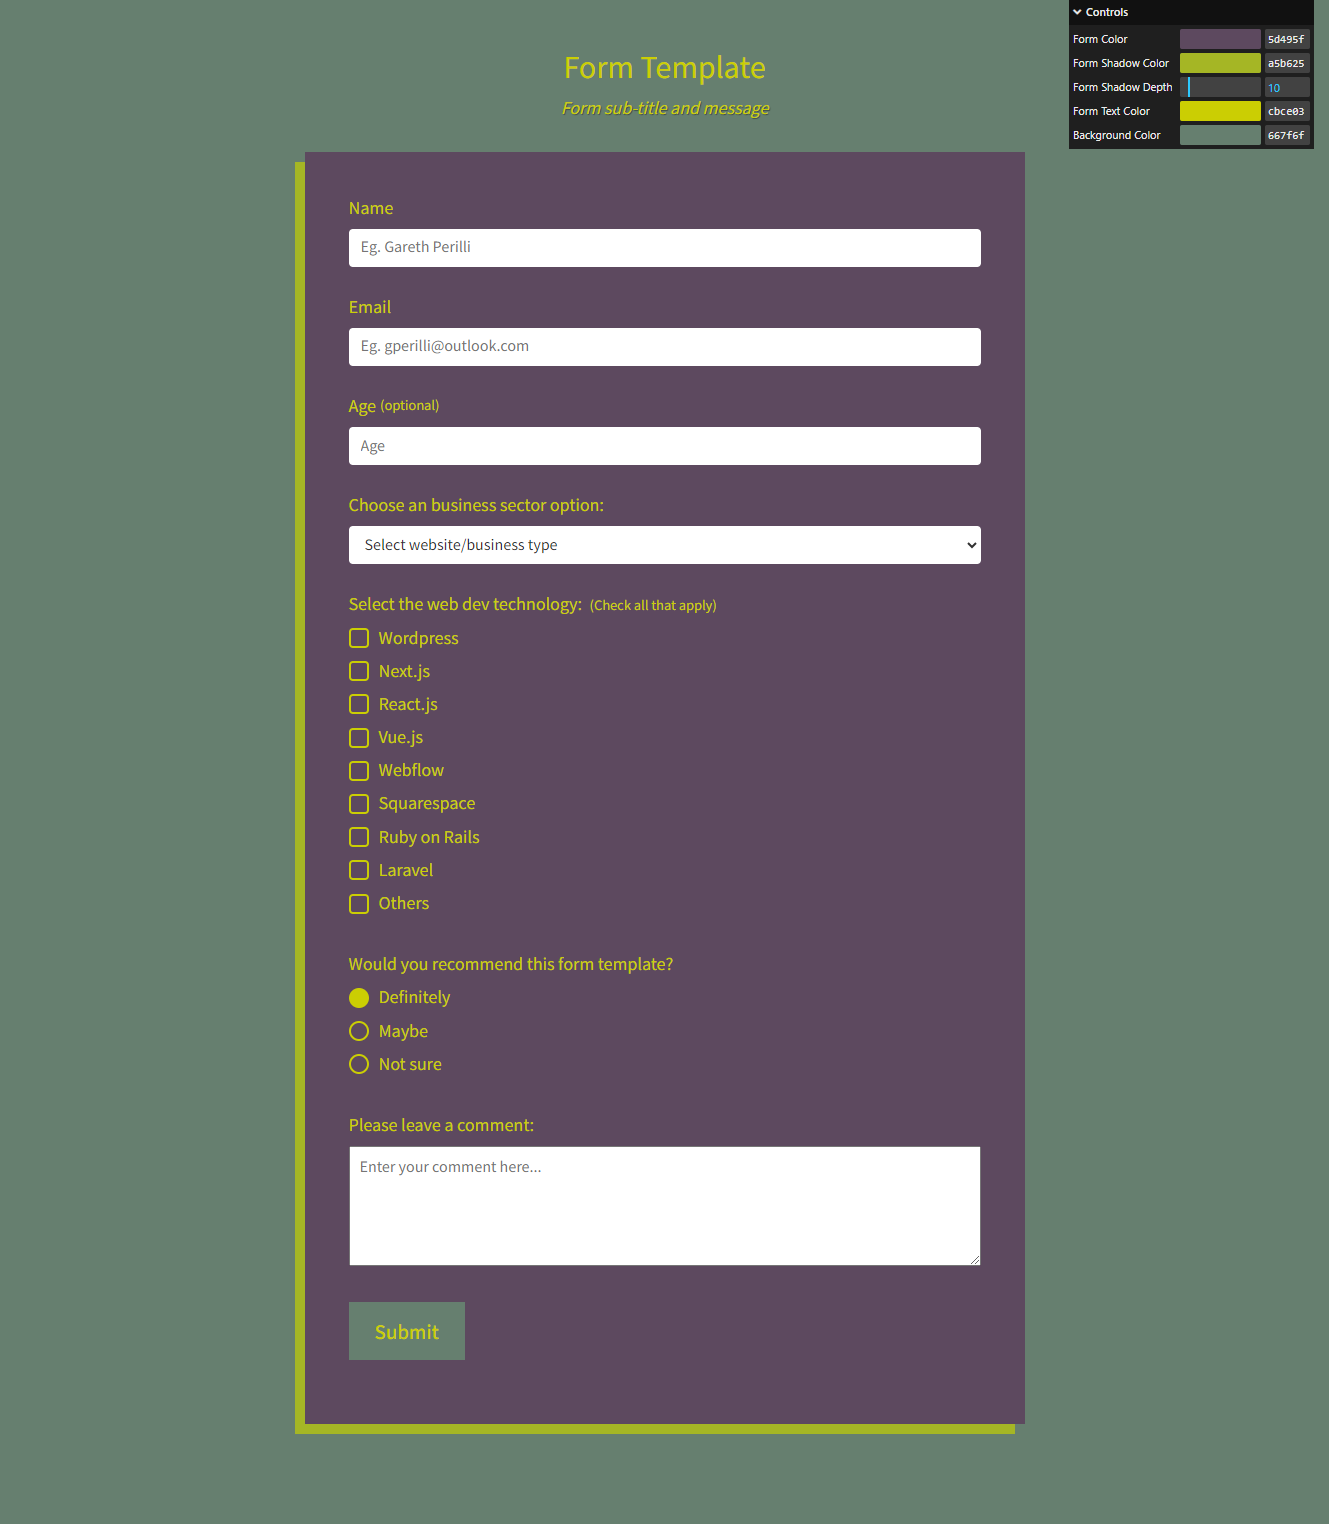 Controls
Form Color 5d495f
Form Shadow Color a5b625
Form Shadow Depth 10
Form Text Color cbce03
Background Color 667f6f
Form Template
Form sub-title and message
Name
Eg. Gareth Perilli
Email
Eg. gperilli@outlook.com
Age (optional)
Age
Choose an business sector option:
Select website/business type
Select the web dev technology: (Check all that apply)
Wordpress
Next.js
React.js
Vue.js
Webflow
Squarespace
Ruby on Rails
Laravel
Others
Would you recommend this form template?
Definitely
Maybe
Not sure
Please leave a comment:
Enter your comment here...
Submit